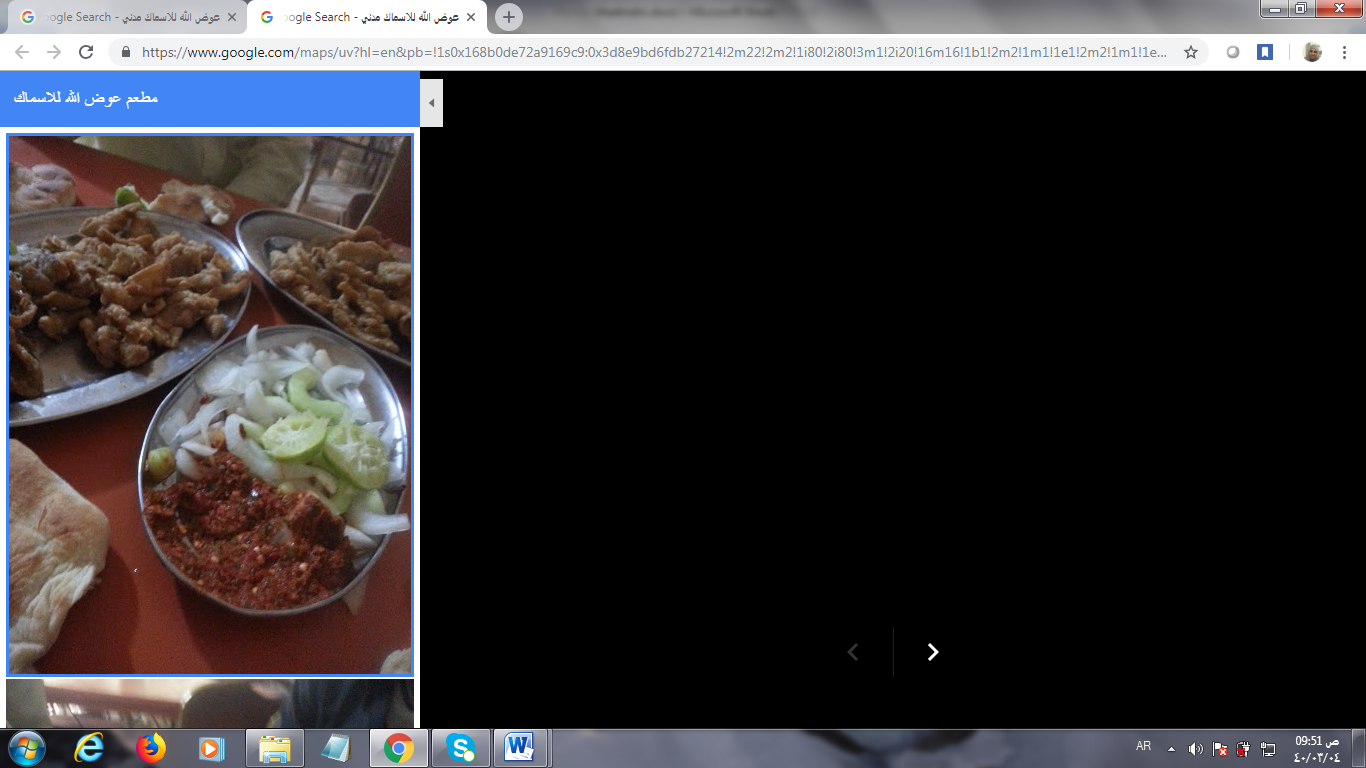 عوض الله للاسماك مدني - Google Search
عوض الله للاسماك مدني - Google Search
https://www.google.com/maps/uv?hl=en&pb=!1s0x168b0de72a9169c9:0x3d8e9bd6fdb27214!2m22!2m2!1i80!2i80!3m1!2i20!16m16!1b1!2m2!1m1!1e1!2m2!1m1!1e...
مطعم عوض الله للاسماك
AR
09:51 ص
٤٠/٠٣/٠٤